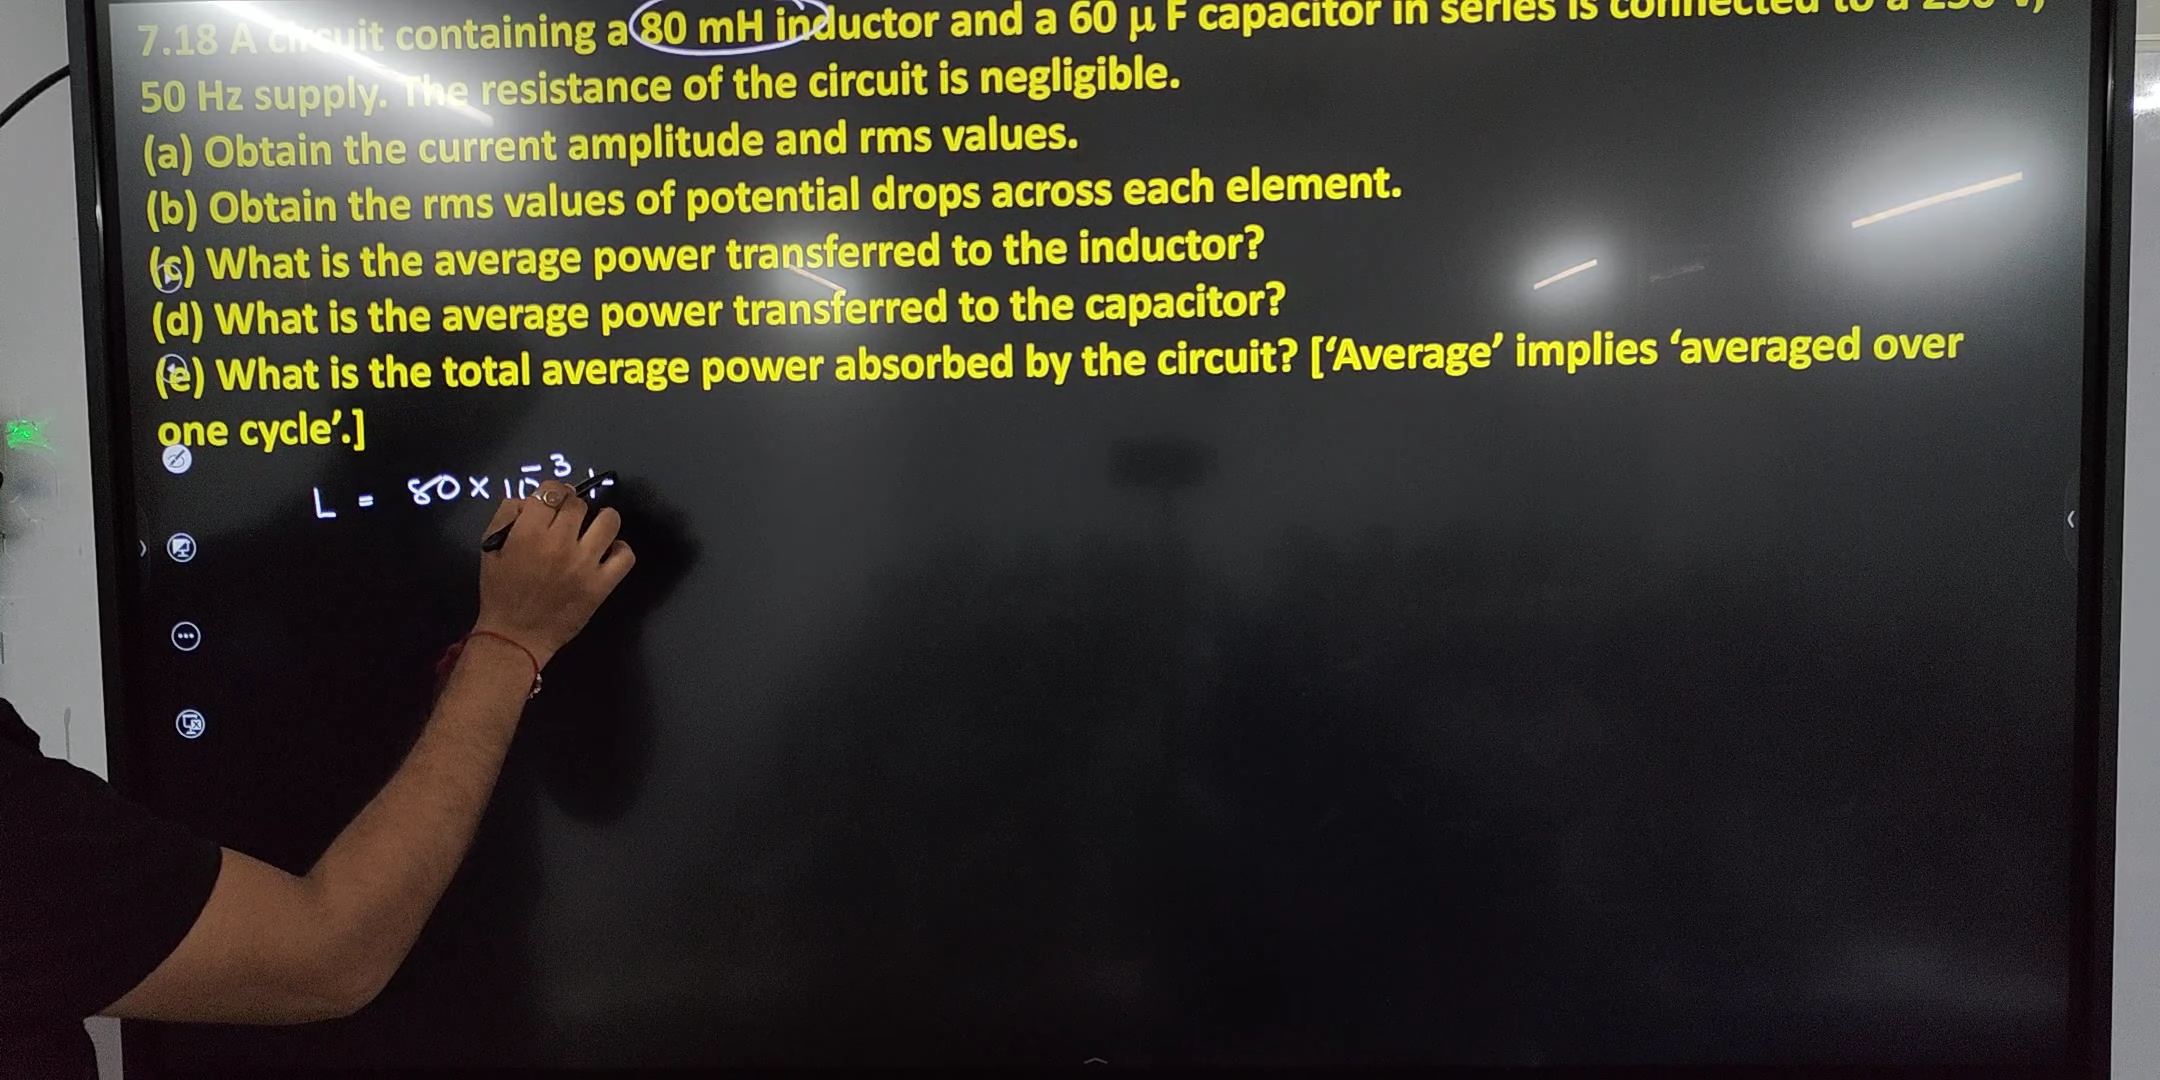 7.18 A circuit containing a 80 mH inductor and a 60 μ F capacitor in series is connected to a 230 V,
50 Hz supply. The resistance of the circuit is negligible.
(a) Obtain the current amplitude and rms values.
(b) Obtain the rms values of potential drops across each element.
(c) What is the average power transferred to the inductor?
(d) What is the average power transferred to the capacitor?
(e) What is the total average power absorbed by the circuit? [‘Average’ implies ‘averaged over
one cycle’.]
L = 80 × 10⁻³